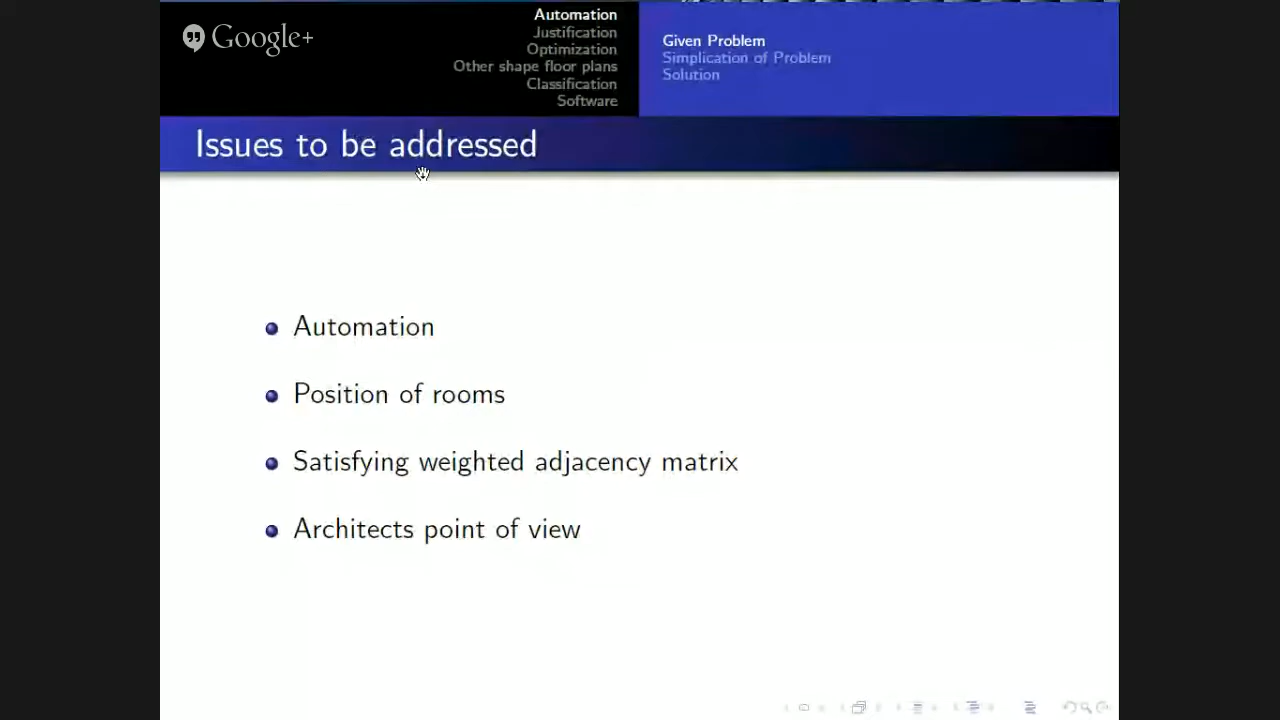 Google+
Automation
Justification
Optimization
Other shape floor plans
Classification
Software
Given Problem
Simplication of Problem
Solution
Issues to be addressed
Automation
Position of rooms
Satisfying weighted adjacency matrix
Architects point of view